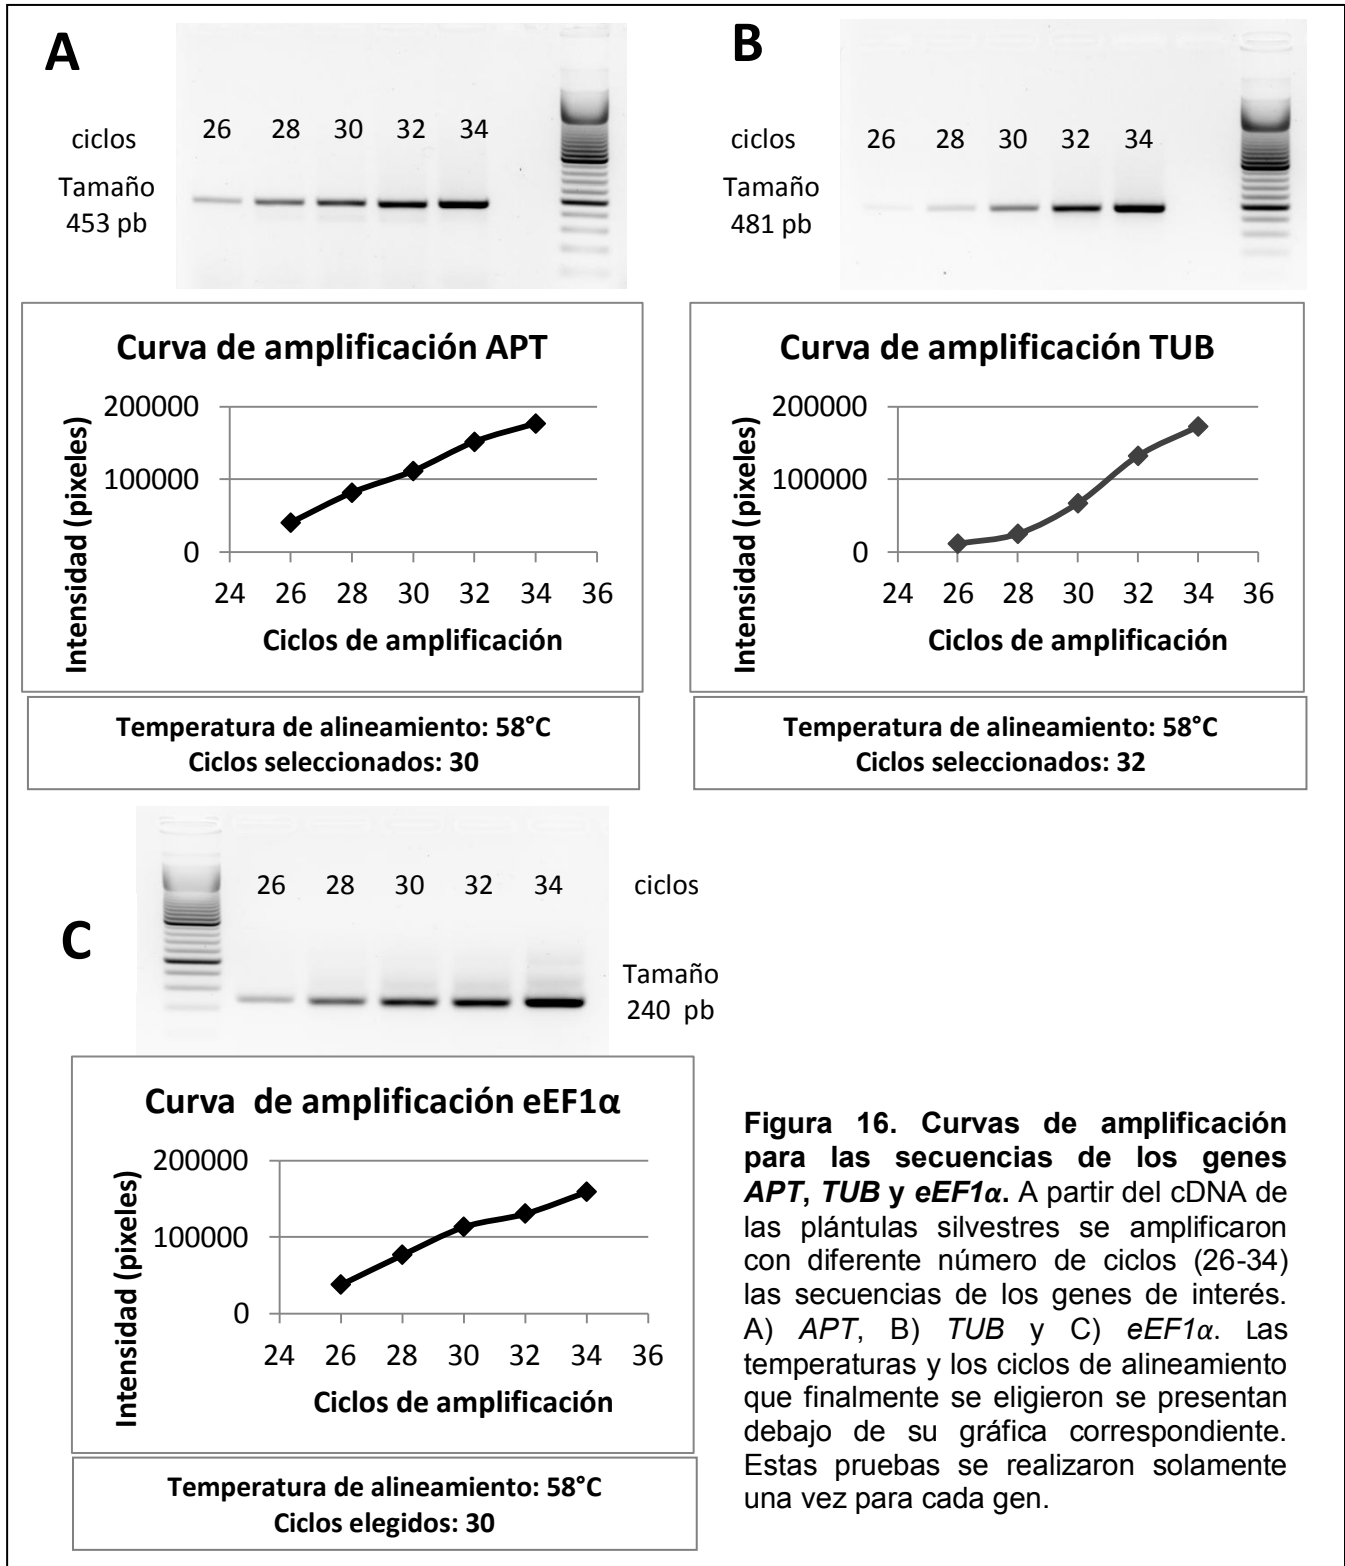 A
ciclos
26 28 30 32 34
Tamaño
453 pb
Curva de amplificación APT
Intensidad (pixeles)
200000
100000
0
24 26 28 30 32 34 36
Ciclos de amplificación
Temperatura de alineamiento: 58°C
Ciclos seleccionados: 30
B
ciclos
26 28 30 32 34
Tamaño
481 pb
Curva de amplificación TUB
Intensidad (pixeles)
200000
100000
0
24 26 28 30 32 34 36
Ciclos de amplificación
Temperatura de alineamiento: 58°C
Ciclos seleccionados: 32
C
26 28 30 32 34 ciclos
Tamaño
240 pb
Curva de amplificación eEF1α
Intensidad (pixeles)
200000
100000
0
24 26 28 30 32 34 36
Ciclos de amplificación
Temperatura de alineamiento: 58°C
Ciclos elegidos: 30
Figura 16. Curvas de amplificación
para las secuencias de los genes
APT, TUB y eEF1α. A partir del cDNA de
las plántulas silvestres se amplificaron
con diferente número de ciclos (26-34)
las secuencias de los genes de interés.
A) APT, B) TUB y C) eEF1α. Las
temperaturas y los ciclos de alineamiento
que finalmente se eligieron se presentan
debajo de su gráfica correspondiente.
Estas pruebas se realizaron solamente
una vez para cada gen.